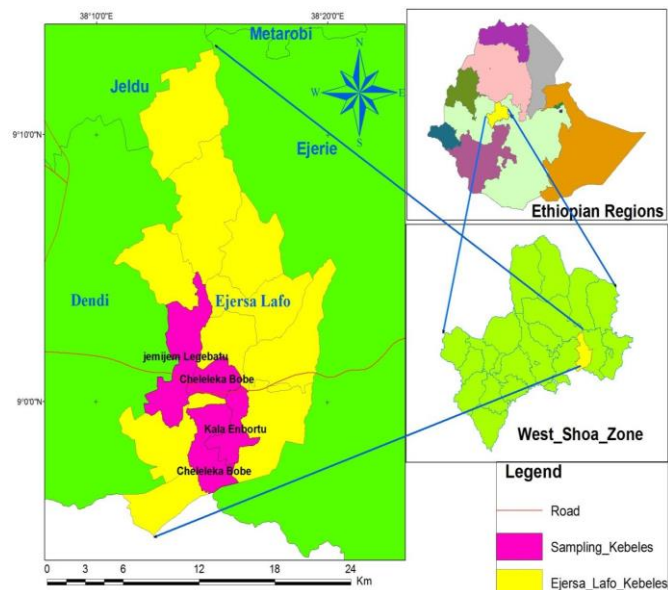 38°10'0"E
38°20'0"E
Metarobi
N
Jeldu
W
E
S
9°10'0"N
Ejerie
Ethiopian Regions
Dendi
Ejersa Lafo
jemijem Legebatu
Cheleleka Bobe
9°0'0"N
Kala Enbortu
West_Shoa_Zone
Cheleleka Bobe
Legend
Road
Sampling_Kebeles
Ejersa_Lafo_Kebeles
0 3 6 12 18 24
Km